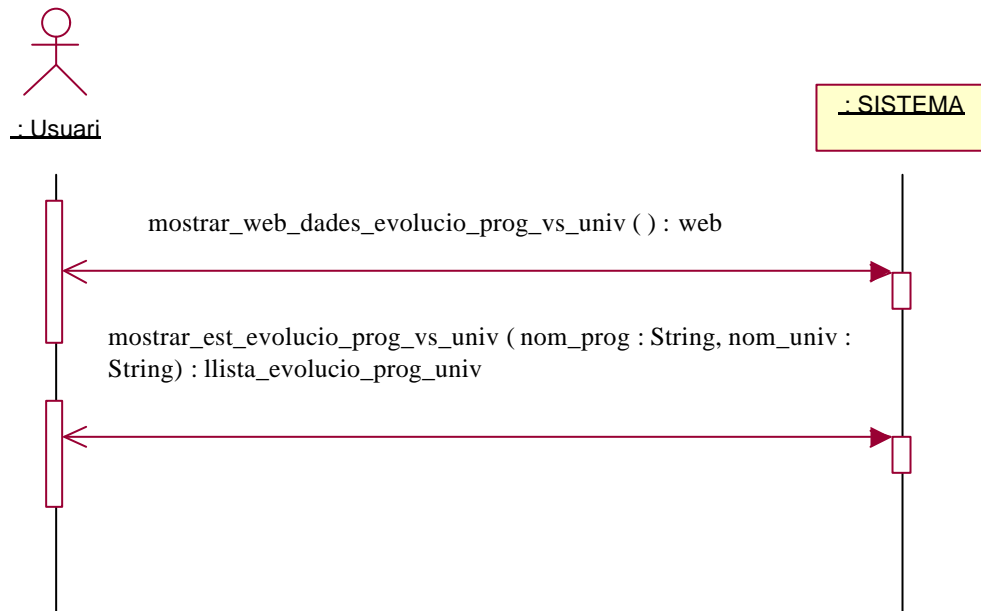 : SISTEMA
: Usuari
mostrar_web_dades_evolucio_prog_vs_univ ( ) : web
mostrar_est_evolucio_prog_vs_univ ( nom_prog : String, nom_univ :
String) : llista_evolucio_prog_univ